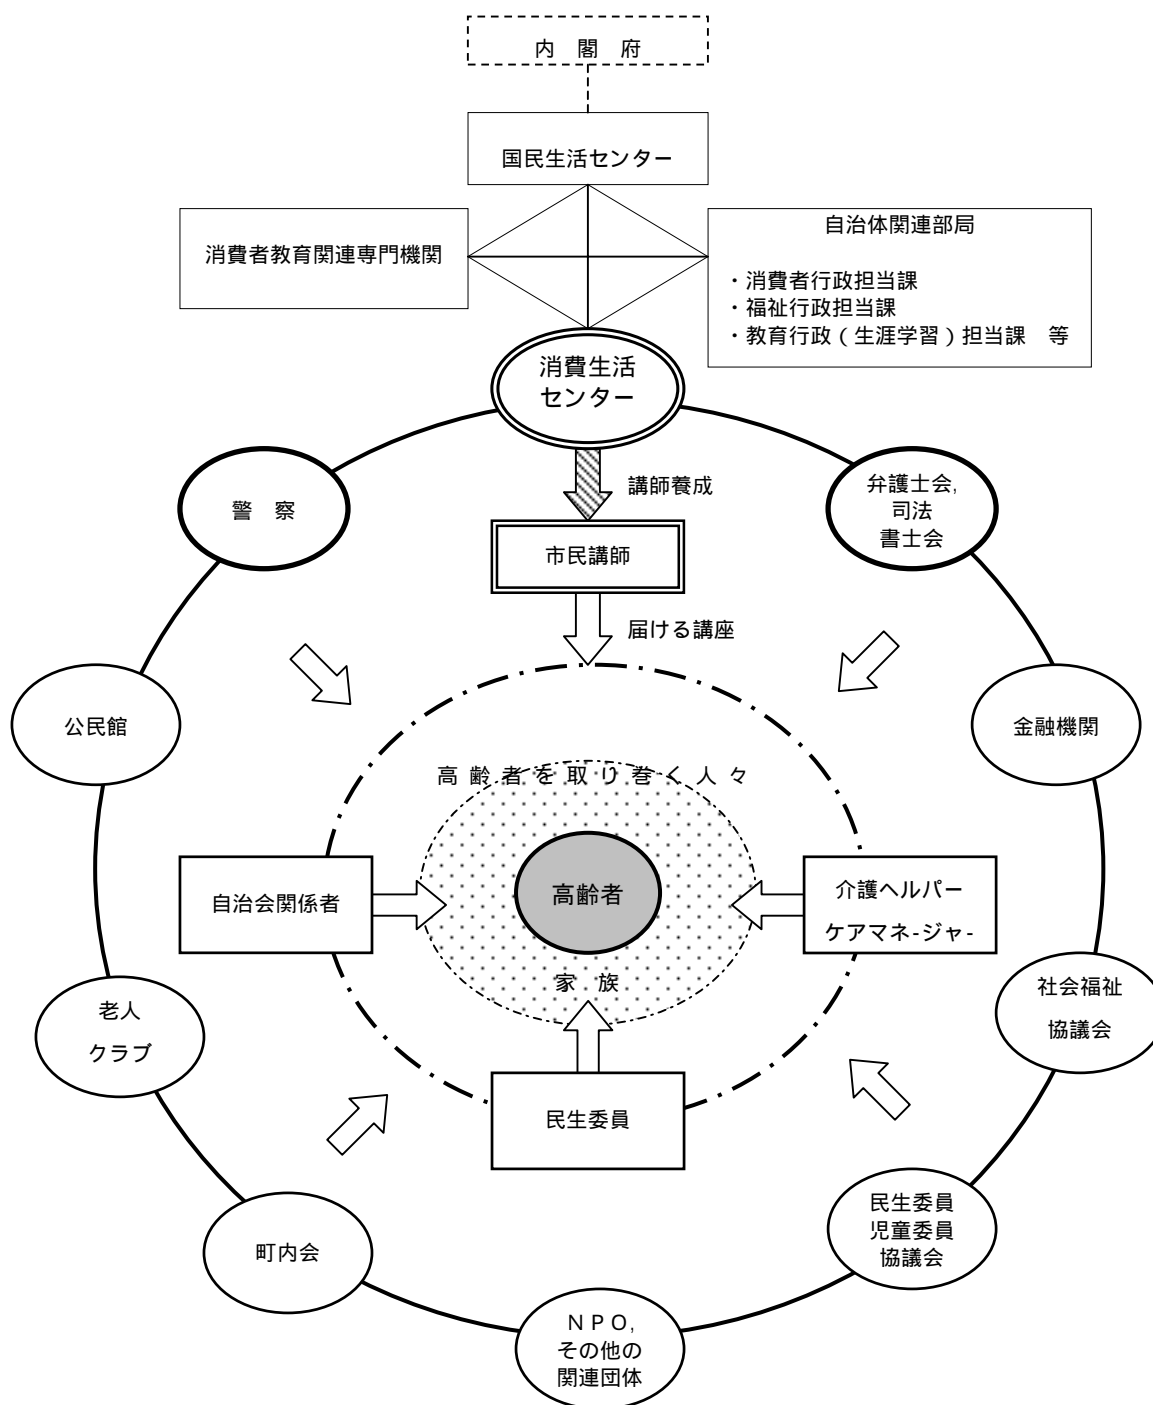 内　閣　府
国民生活センター
消費者教育関連専門機関
自治体関連部局
・消費者行政担当課
・福祉行政担当課
・教育行政（生涯学習）担当課　等
消費生活
センター
講師養成
警　察
弁護士会,
司法
書士会
市民講師
届ける講座
公民館
金融機関
高齢者を取り巻く人々
自治会関係者
高齢者
介護ヘルパー
ケアマネ-ジャ-
家　族
老人
クラブ
社会福祉
協議会
民生委員
町内会
民生委員
児童委員
協議会
ＮＰＯ,
その他の
関連団体